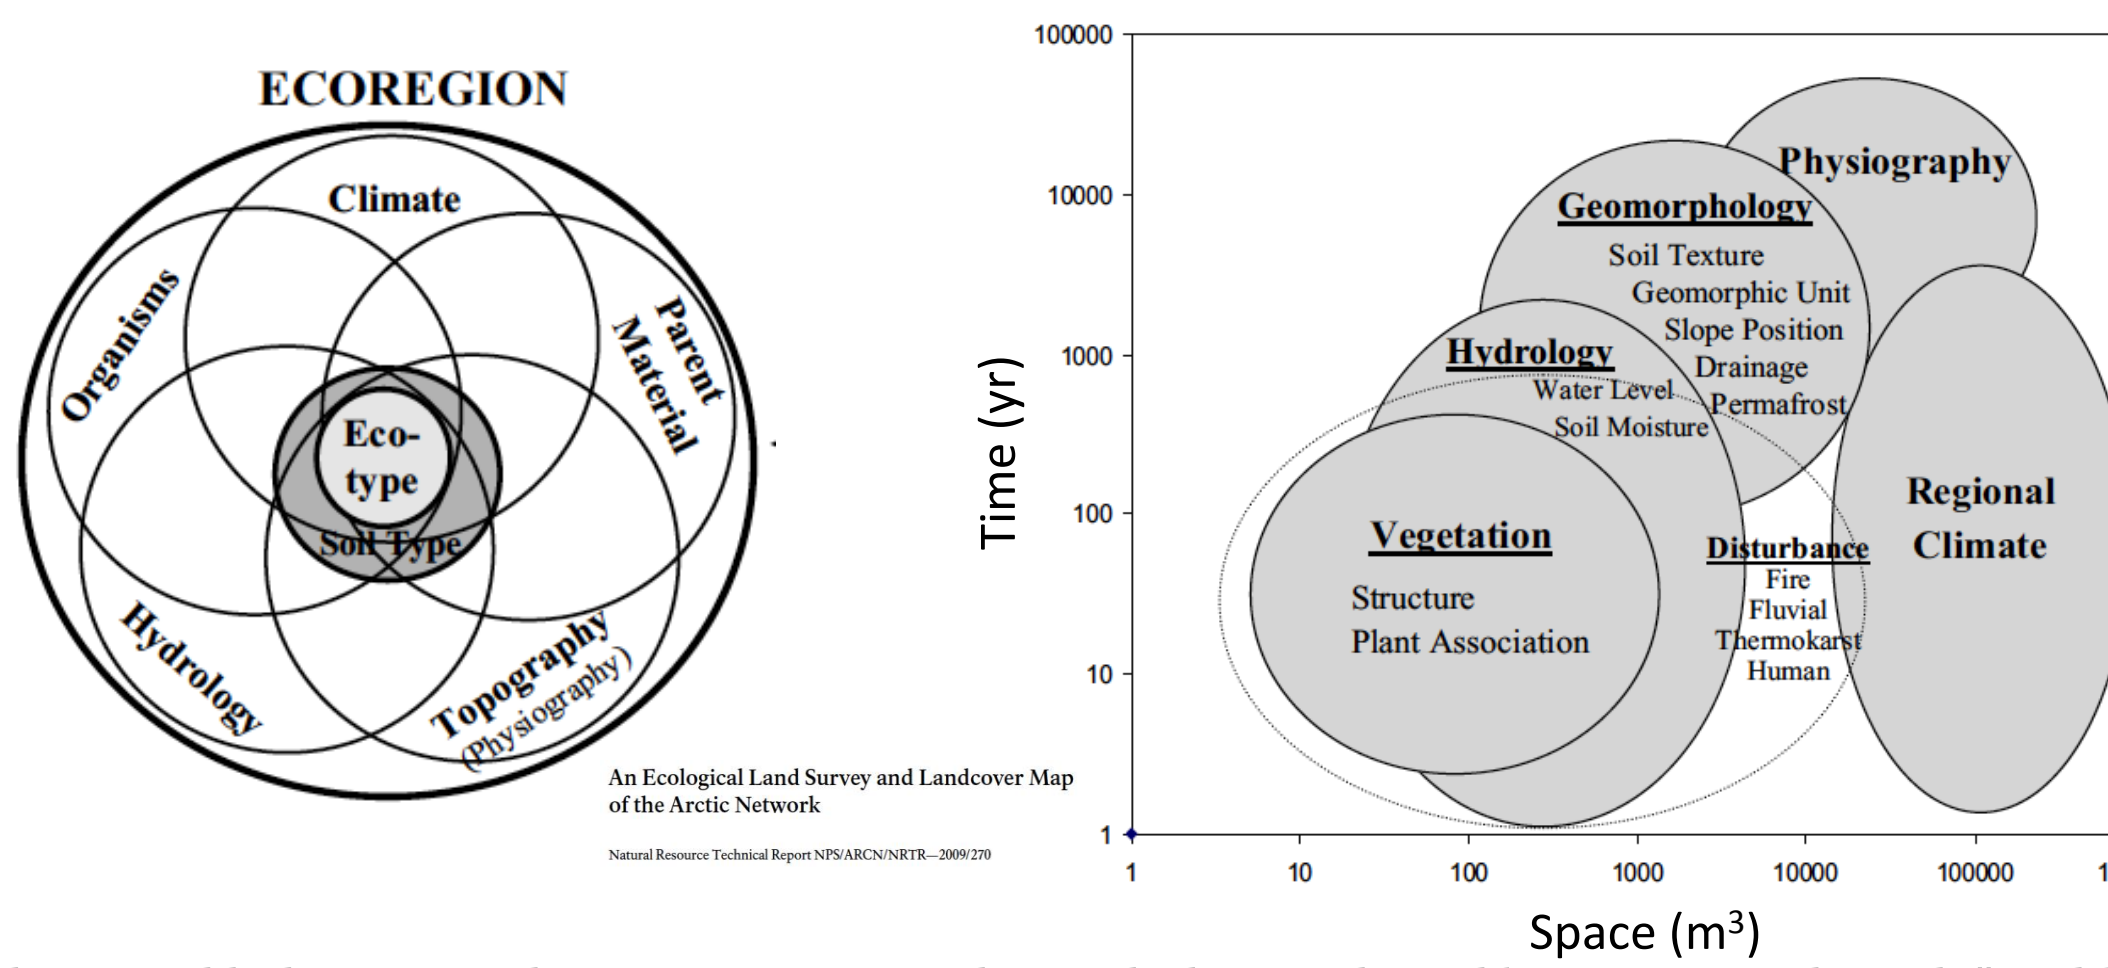 ECOREGION
Climate
Organisms
Parent
Material
Eco-
type
Soil Type
Hydrology
Topography
(Physiography)
An Ecological Land Survey and Landcover Map
of the Arctic Network
Natural Resource Technical Report NPS/ARCN/NRTR—2009/270
Time (yr)
100000
10000
1000
100
10
1
Physiography
Geomorphology
Soil Texture
Geomorphic Unit
Slope Position
Drainage
Permafrost
Hydrology
Water Level
Soil Moisture
Vegetation
Structure
Plant Association
Disturbance
Fire
Fluvial
Thermokarst
Human
Regional
Climate
1
10
100
1000
10000
100000
Space (m³)